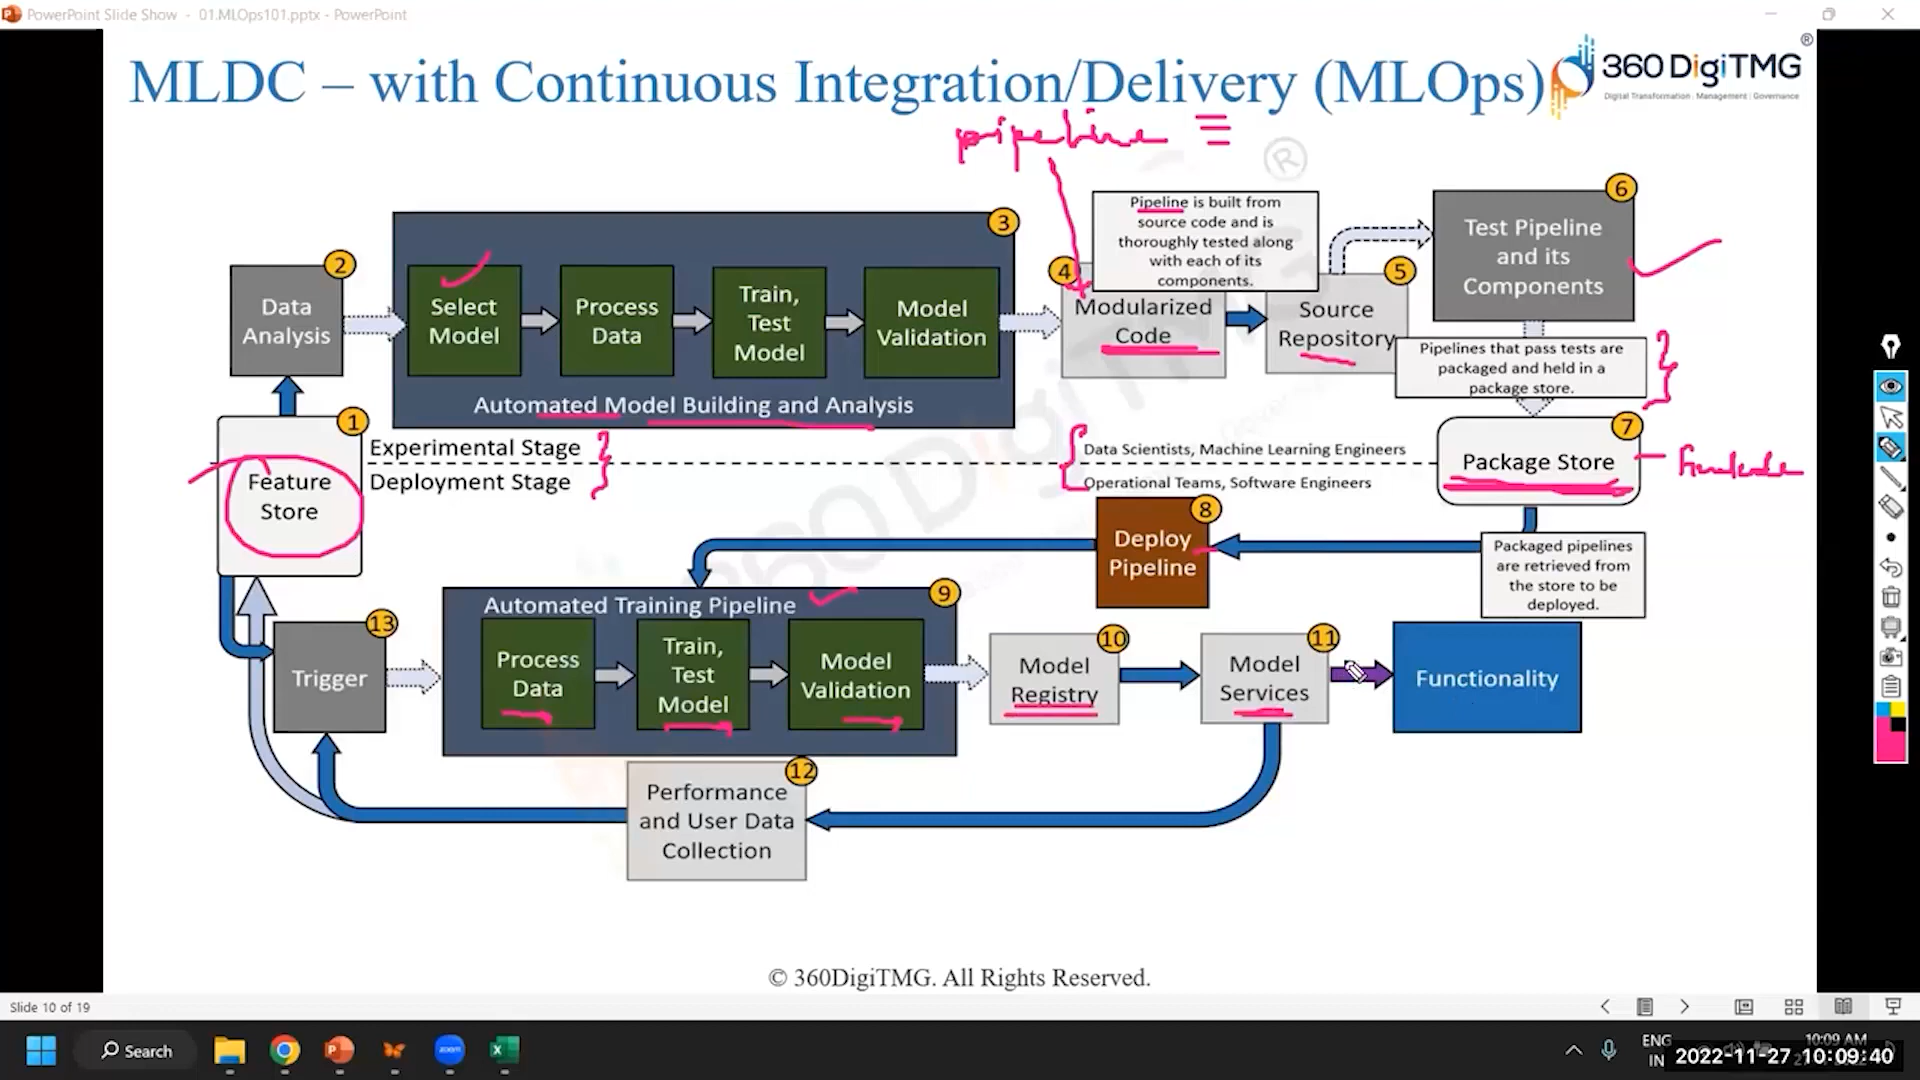 PowerPoint Slide Show - 01.MLOps101.pptx - PowerPoint
MLDC – with Continuous Integration/Delivery (MLOps)
360DigiTMG
®
Digital Transformation | Management | Governance
pipeline
®
2
Data
Analysis
3
Select
Model
Process
Data
Train,
Test
Model
Model
Validation
Automated Model Building and Analysis
4
Modularized
Code
Pipeline is built from
source code and is
thoroughly tested along
with each of its
components.
5
Source
Repository
6
Test Pipeline
and its
Components
Pipelines that pass tests are
packaged and held in a
package store.
7
Package Store
1
Feature
Store
Experimental Stage
Deployment Stage
Data Scientists, Machine Learning Engineers
Operational Teams, Software Engineers
8
Deploy
Pipeline
Packaged pipelines
are retrieved from
the store to be
deployed.
13
Trigger
9
Automated Training Pipeline
Process
Data
Train,
Test
Model
Model
Validation
10
Model
Registry
11
Model
Services
Functionality
12
Performance
and User Data
Collection
© 360DigiTMG. All Rights Reserved.
Slide 10 of 19
Search
zoom
ENG
IN
10:09 AM
2022-11-27 10:09:40